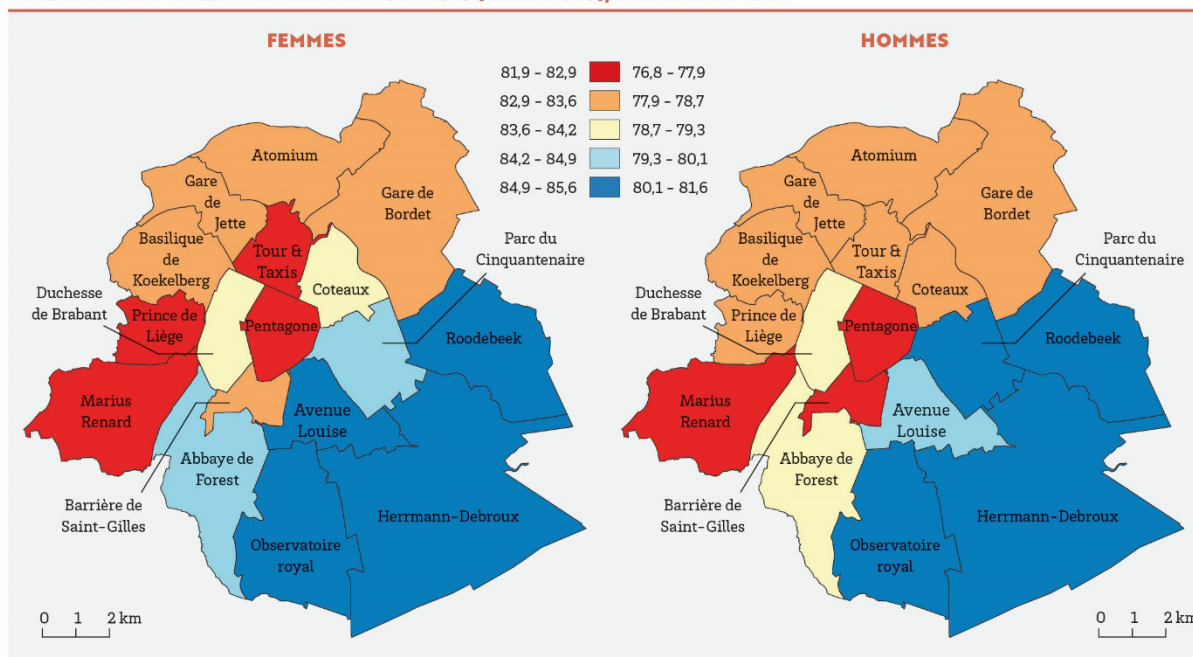 FEMMES
HOMMES
81,9 – 82,9
76,8 – 77,9
82,9 – 83,6
77,9 – 78,7
83,6 – 84,2
78,7 – 79,3
84,2 – 84,9
79,3 – 80,1
84,9 – 85,6
80,1 – 81,6
Atomium
Gare
de
Jette
Gare de
Bordet
Basilique
de
Koekelberg
Tour &
Taxis
Coteaux
Parc du
Cinquantenaire
Duchesse
de Brabant
Prince de
Liège
Pentagone
Roodebeek
Marius
Renard
Avenue
Louise
Abbaye de
Forest
Barrière de
Saint-Gilles
Herrmann-Debroux
Observatoire
royal
0 1 2 km
Atomium
Gare
de
Jette
Gare de
Bordet
Basilique
de
Koekelberg
Tour &
Taxis
Coteaux
Parc du
Cinquantenaire
Duchesse
de Brabant
Prince de
Liège
Pentagone
Roodebeek
Marius
Renard
Avenue
Louise
Abbaye de
Forest
Barrière de
Saint-Gilles
Herrmann-Debroux
Observatoire
royal
0 1 2 km